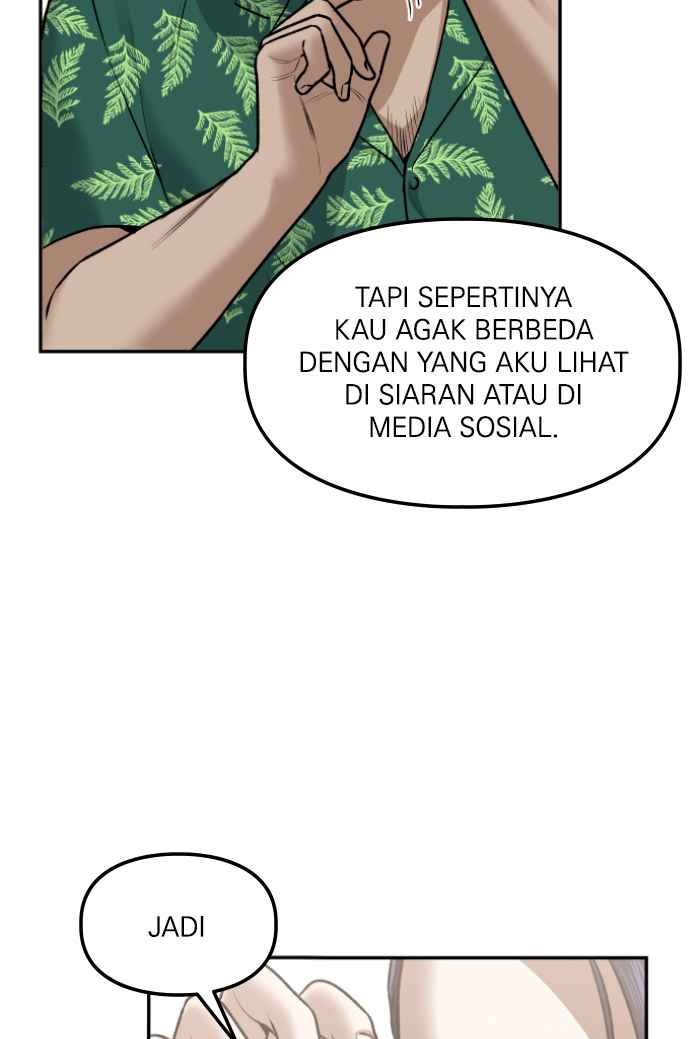 TAPI SEPERTINYA
KAU AGAK BERBEDA
DENGAN YANG AKU LIHAT
DI SIARAN ATAU DI
MEDIA SOSIAL.
JADI